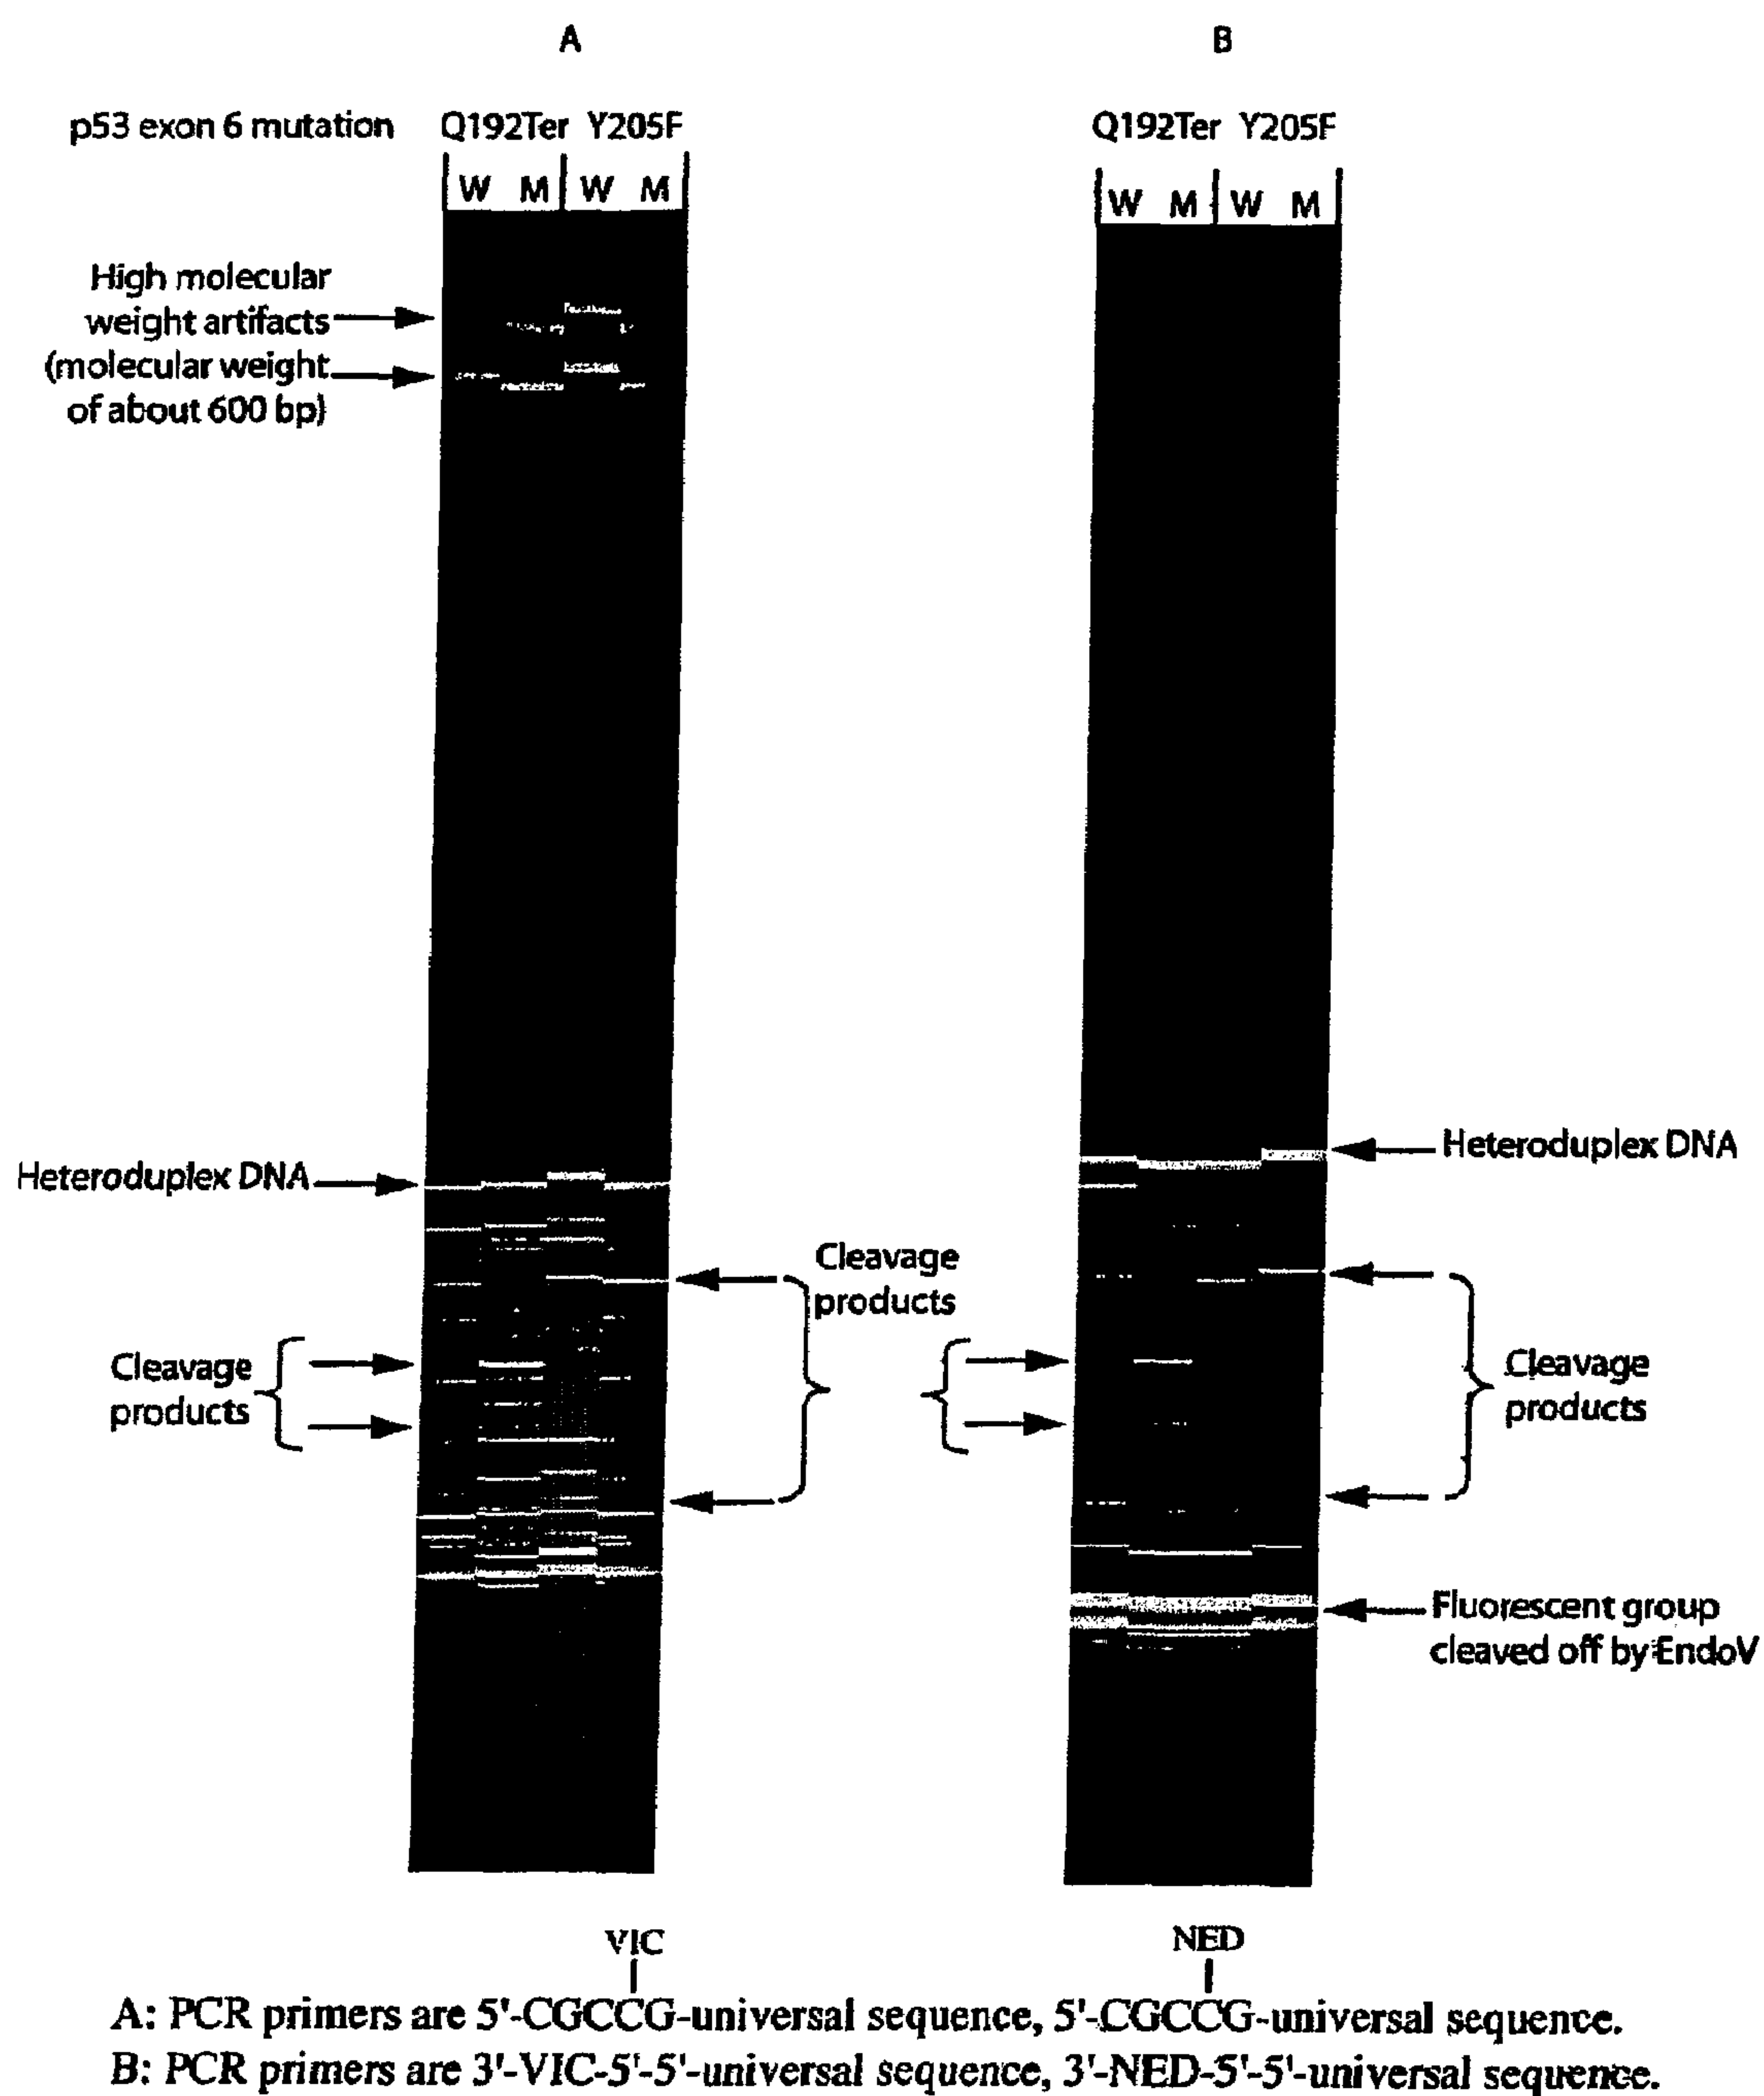 A
B
p53 exon 6 mutation
Q192Ter Y205F
W M W M
Q192Ter Y205F
W M W M
High molecular
weight artifacts
(molecular weight
of about 600 bp)
Heteroduplex DNA
Heteroduplex DNA
Cleavage
products
Cleavage
products
Cleavage
products
Fluorescent group
cleaved off by EndoV
VIC
NED
A: PCR primers are 5'-CGCCG-universal sequence, 5'-CGCCG-universal sequence.
B: PCR primers are 3'-VIC-5'-5'-universal sequence, 3'-NED-5'-5'-universal sequence.